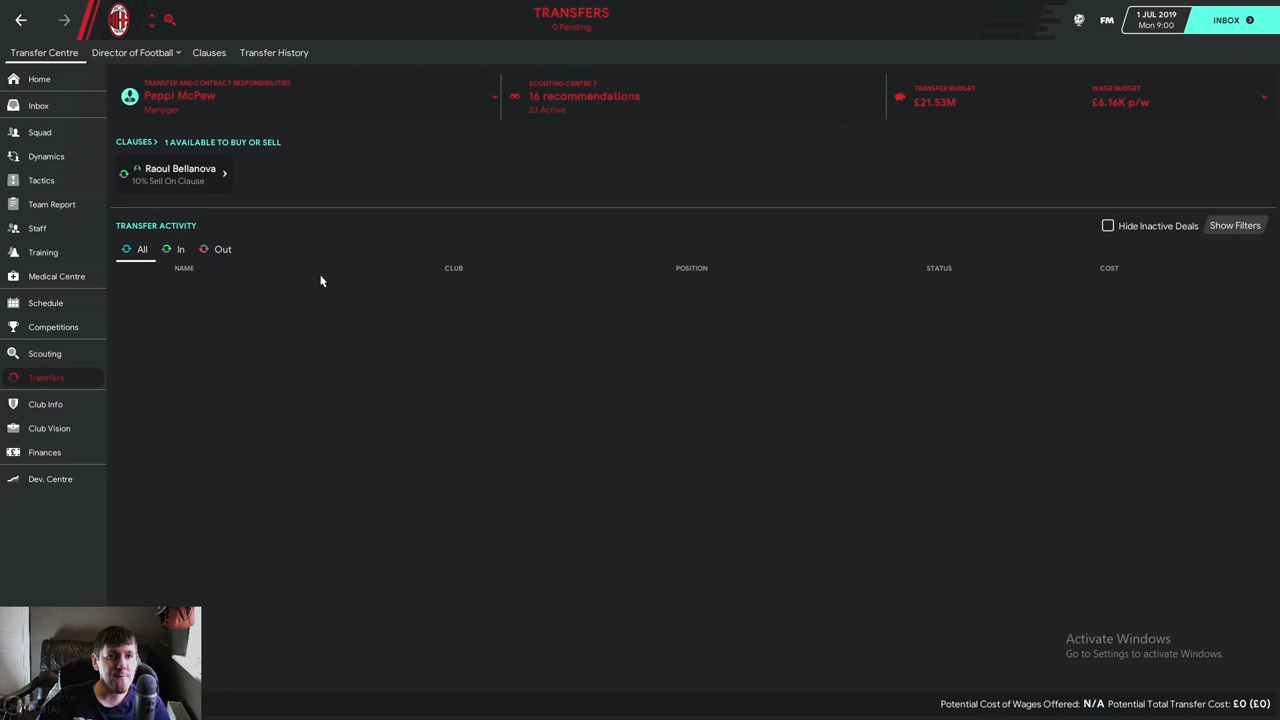 TRANSFERS
0 Pending
FM
1 JUL 2019
Mon 9:00
INBOX
Transfer Centre
Director of Football
Clauses
Transfer History
Home
Inbox
Squad
Dynamics
Tactics
Team Report
Staff
Training
Medical Centre
Schedule
Competitions
Scouting
Transfers
Club Info
Club Vision
Finances
Dev. Centre
TRANSFER AND CONTRACT RESPONSIBILITIES
Peppi McPew
Manager
SCOUTING CENTRE >
16 recommendations
23 Active
TRANSFER BUDGET
£21.53M
WAGE BUDGET
£6.16K p/w
CLAUSES > 1 AVAILABLE TO BUY OR SELL
Raoul Bellanova
10% Sell On Clause
TRANSFER ACTIVITY
Hide Inactive Deals
Show Filters
All In Out
NAME CLUB POSITION STATUS COST
Activate Windows
Go to Settings to activate Windows.
Potential Cost of Wages Offered: N/A Potential Total Transfer Cost: £0 (£0)